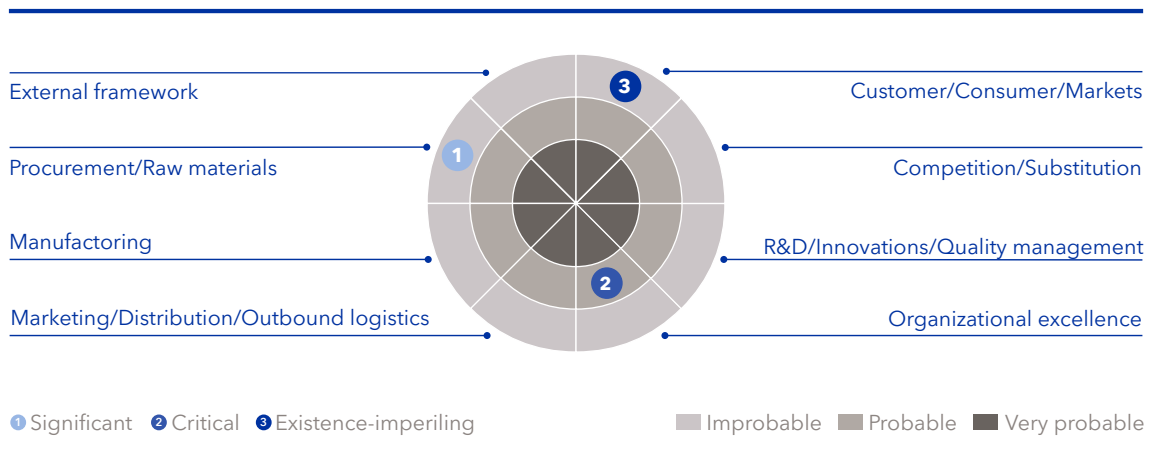 External framework
Customer/Consumer/Markets
3
1
Procurement/Raw materials
Competition/Substitution
Manufactoring
R&D/Innovations/Quality management
2
Marketing/Distribution/Outbound logistics
Organizational excellence
1 Significant 2 Critical 3 Existence-imperiling
Improbable Probable Very probable